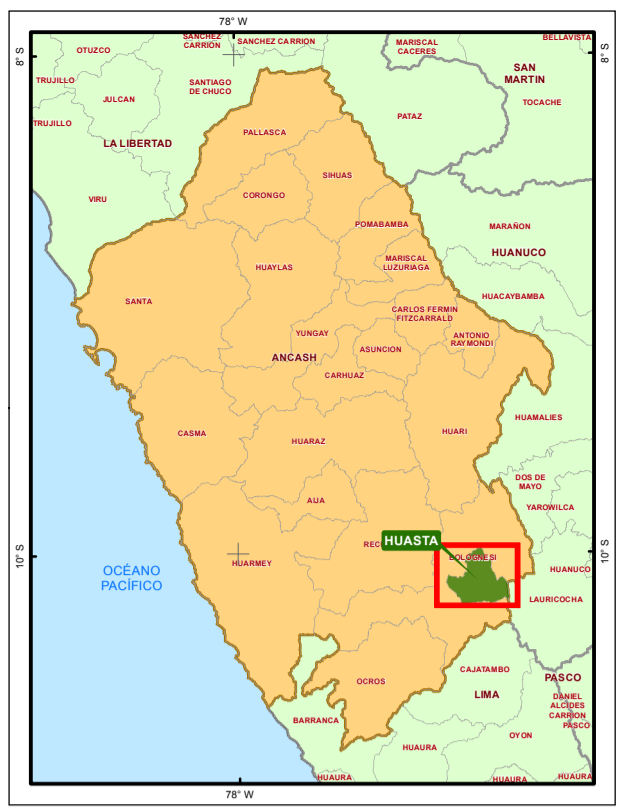 78° W
SANCHEZ
CARRION
SANCHEZ CARRION
MARISCAL
CACERES
BELLAVISTA
8° S
8° S
OTUZCO
SAN
MARTIN
TRUJILLO
SANTIAGO
DE CHUCO
JULCAN
TOCACHE
PATAZ
TRUJILLO
PALLASCA
LA LIBERTAD
SIHUAS
CORONGO
VIRU
POMABAMBA
MARAÑON
HUANUCO
MARISCAL
LUZURIAGA
HUAYLAS
HUACAYBAMBA
SANTA
CARLOS FERMIN
FITZCARRALD
YUNGAY
ANTONIO
RAYMONDI
ASUNCION
ANCASH
CARHUAZ
HUAMALIES
CASMA
HUARI
HUARAZ
DOS DE
MAYO
AIJA
YAROWILCA
HUASTA
REC
BOLOGNESI
10° S
10° S
HUARMEY
OCÉANO
PACÍFICO
HUANUCO
LAURICOCHA
CAJATAMBO
PASCO
OCROS
LIMA
DANIEL
ALCIDES
CARRION
PASCO
BARRANCA
OYON
HUAURA
HUAURA
HUAURA
HUAURA
78° W